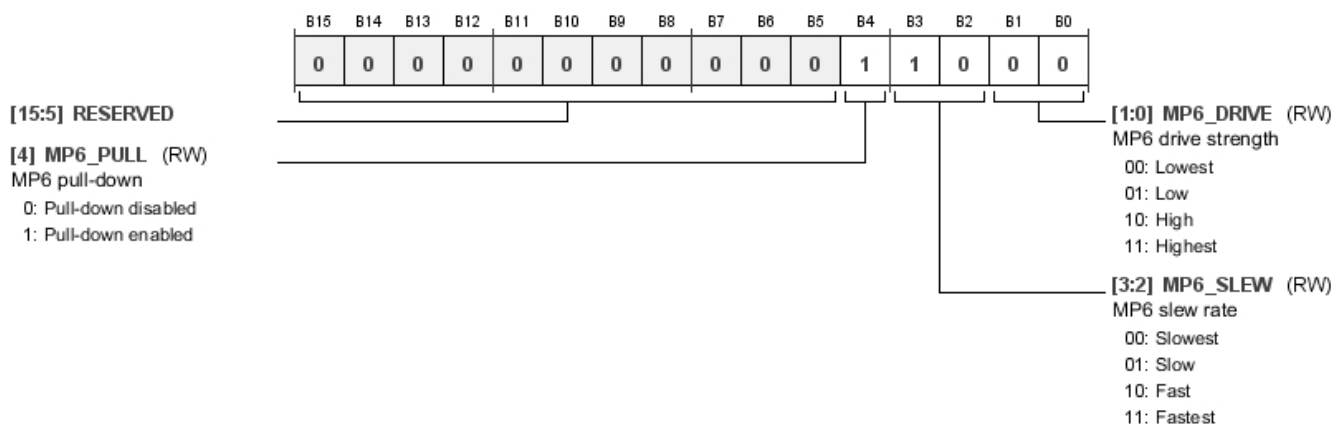 B15 B14 B13 B12 B11 B10 B9 B8 B7 B6 B5 B4 B3 B2 B1 B0
0 0 0 0 0 0 0 0 0 0 0 1 1 0 0 0
[15:5] RESERVED
[4] MP6_PULL (RW)
MP6 pull-down
0: Pull-down disabled
1: Pull-down enabled
[1:0] MP6_DRIVE (RW)
MP6 drive strength
00: Lowest
01: Low
10: High
11: Highest
[3:2] MP6_SLEW (RW)
MP6 slew rate
00: Slowest
01: Slow
10: Fast
11: Fastest